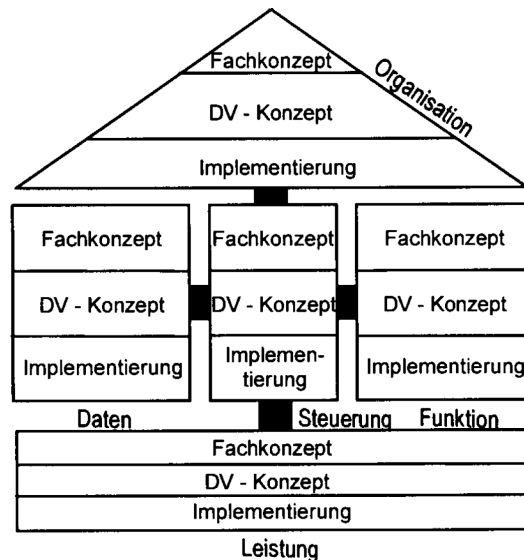 Fachkonzept
Organisation
DV - Konzept
Implementierung
Fachkonzept
Fachkonzept
Fachkonzept
DV - Konzept
DV - Konzept
DV - Konzept
Implementierung
Implemen-
tierung
Implementierung
Daten
Steuerung
Funktion
Fachkonzept
DV - Konzept
Implementierung
Leistung